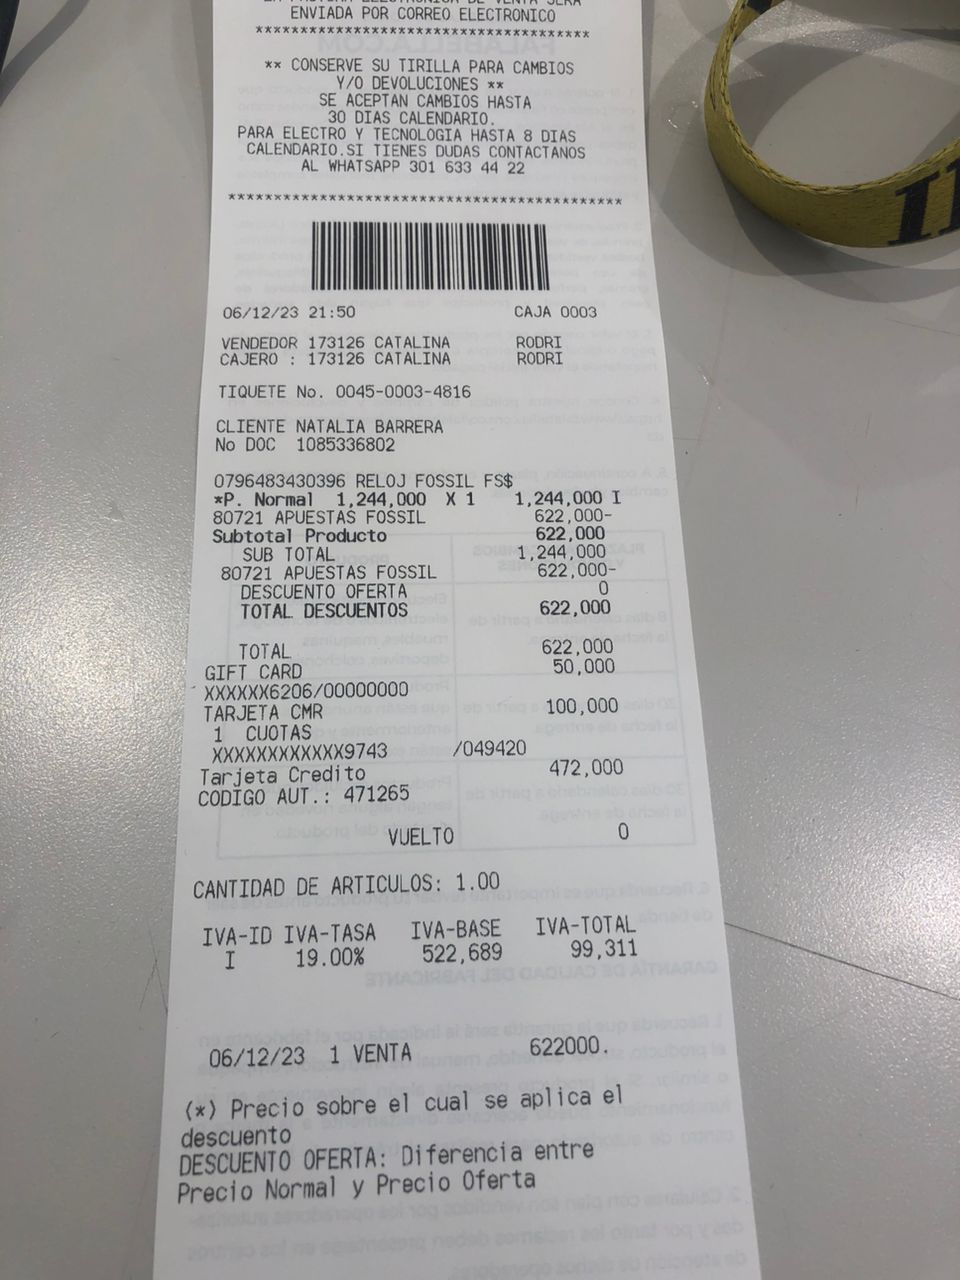 ENVIADA POR CORREO ELECTRONICO
****************************************
** CONSERVE SU TIRILLA PARA CAMBIOS
Y/O DEVOLUCIONES **
SE ACEPTAN CAMBIOS HASTA
30 DIAS CALENDARIO.
PARA ELECTRO Y TECNOLOGIA HASTA 8 DIAS
CALENDARIO.SI TIENES DUDAS CONTACTANOS
AL WHATSAPP 301 633 44 22
****************************************
06/12/23 21:50 CAJA 0003
VENDEDOR 173126 CATALINA RODRI
CAJERO : 173126 CATALINA RODRI
TIQUETE No. 0045-0003-4816
CLIENTE NATALIA BARRERA
No DOC 1085336802
0796483430396 RELOJ FOSSIL FS$
*P. Normal 1,244,000 X 1 1,244,000 I
80721 APUESTAS FOSSIL 622,000-
Subtotal Producto 622,000
SUB TOTAL 1,244,000
80721 APUESTAS FOSSIL 622,000-
DESCUENTO OFERTA 0
TOTAL DESCUENTOS 622,000
TOTAL 622,000
GIFT CARD 50,000
XXXXXX6206/00000000
TARJETA CMR 100,000
1 CUOTAS
XXXXXXXXXXXX9743 /049420
Tarjeta Credito 472,000
CODIGO AUT.: 471265
VUELTO 0
CANTIDAD DE ARTICULOS: 1.00
IVA-ID IVA-TASA IVA-BASE IVA-TOTAL
I 19.00% 522,689 99,311
06/12/23 1 VENTA 622000.
(*) Precio sobre el cual se aplica el
descuento
DESCUENTO OFERTA: Diferencia entre
Precio Normal y Precio Oferta